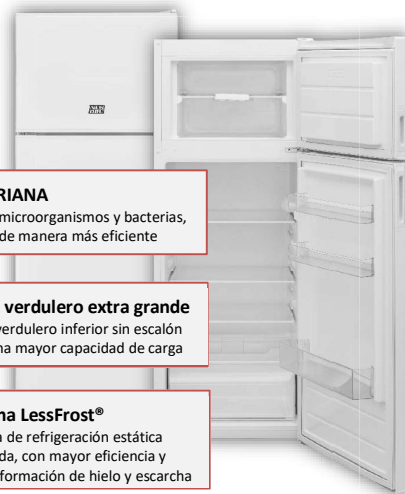 RIANA
microorganismos y bacterias,
de manera más eficiente
verdulero extra grande
verdulero inferior sin escalón
na mayor capacidad de carga
na LessFrost®
n de refrigeración estática
da, con mayor eficiencia y
formación de hielo y escarcha